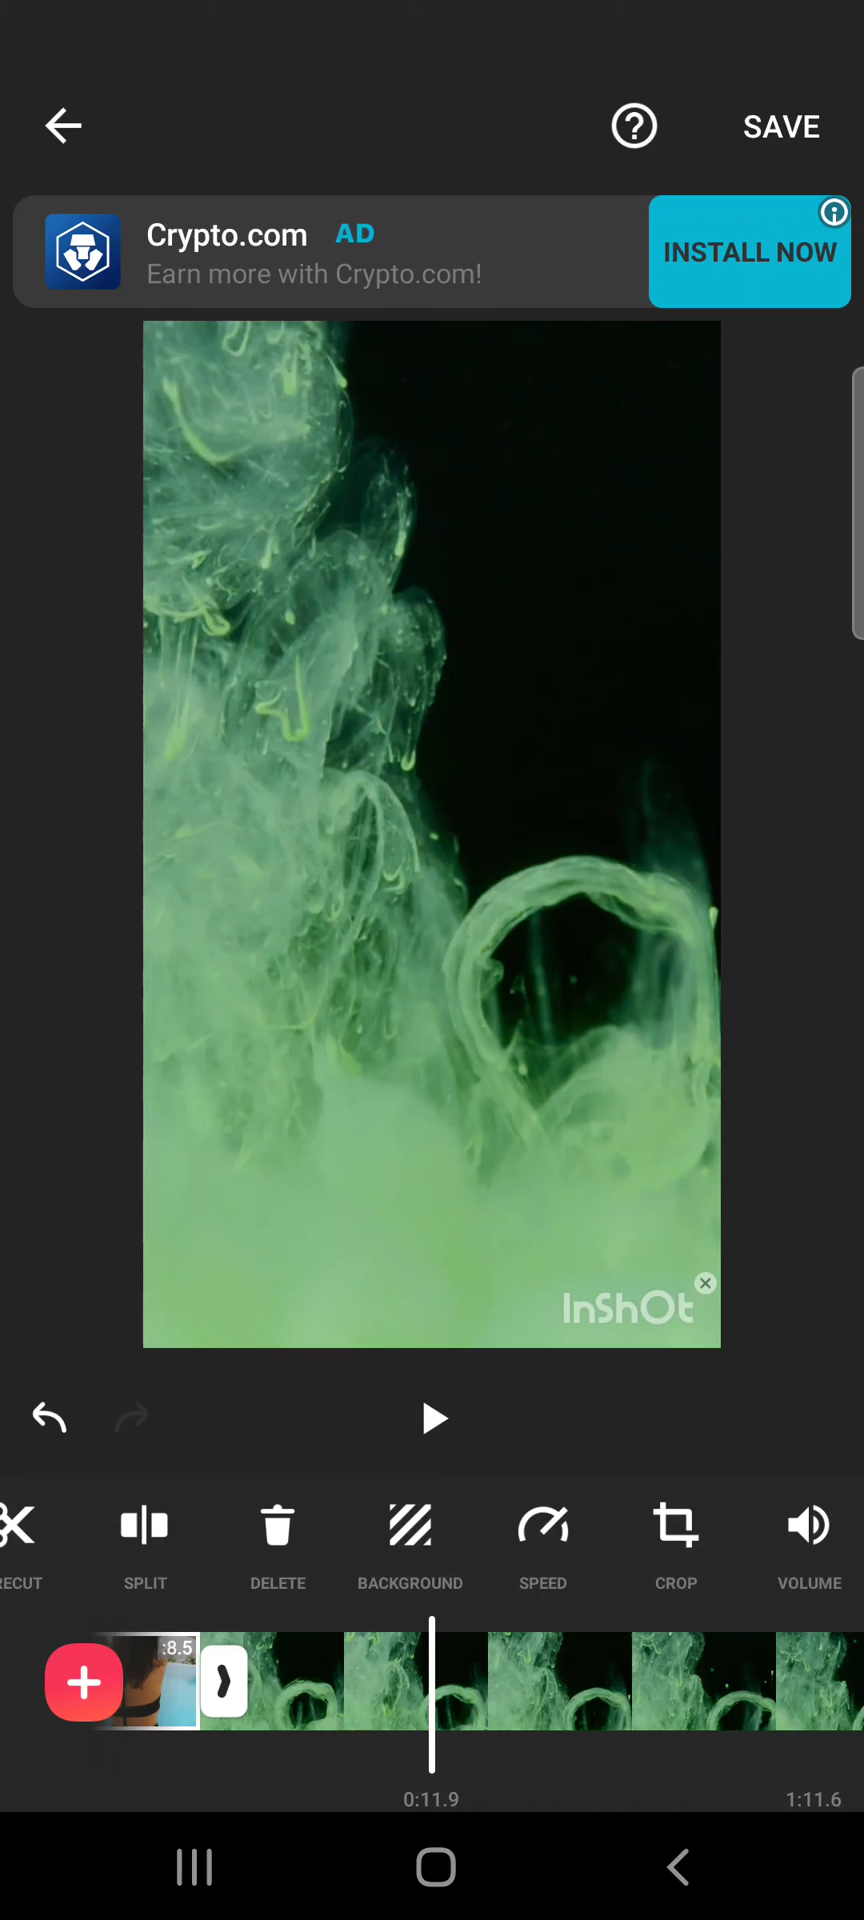 SAVE
Crypto.com AD
Earn more with Crypto.com!
INSTALL NOW
InShOt
RECUT SPLIT DELETE BACKGROUND SPEED CROP VOLUME
:8.5
0:11.9 1:11.6